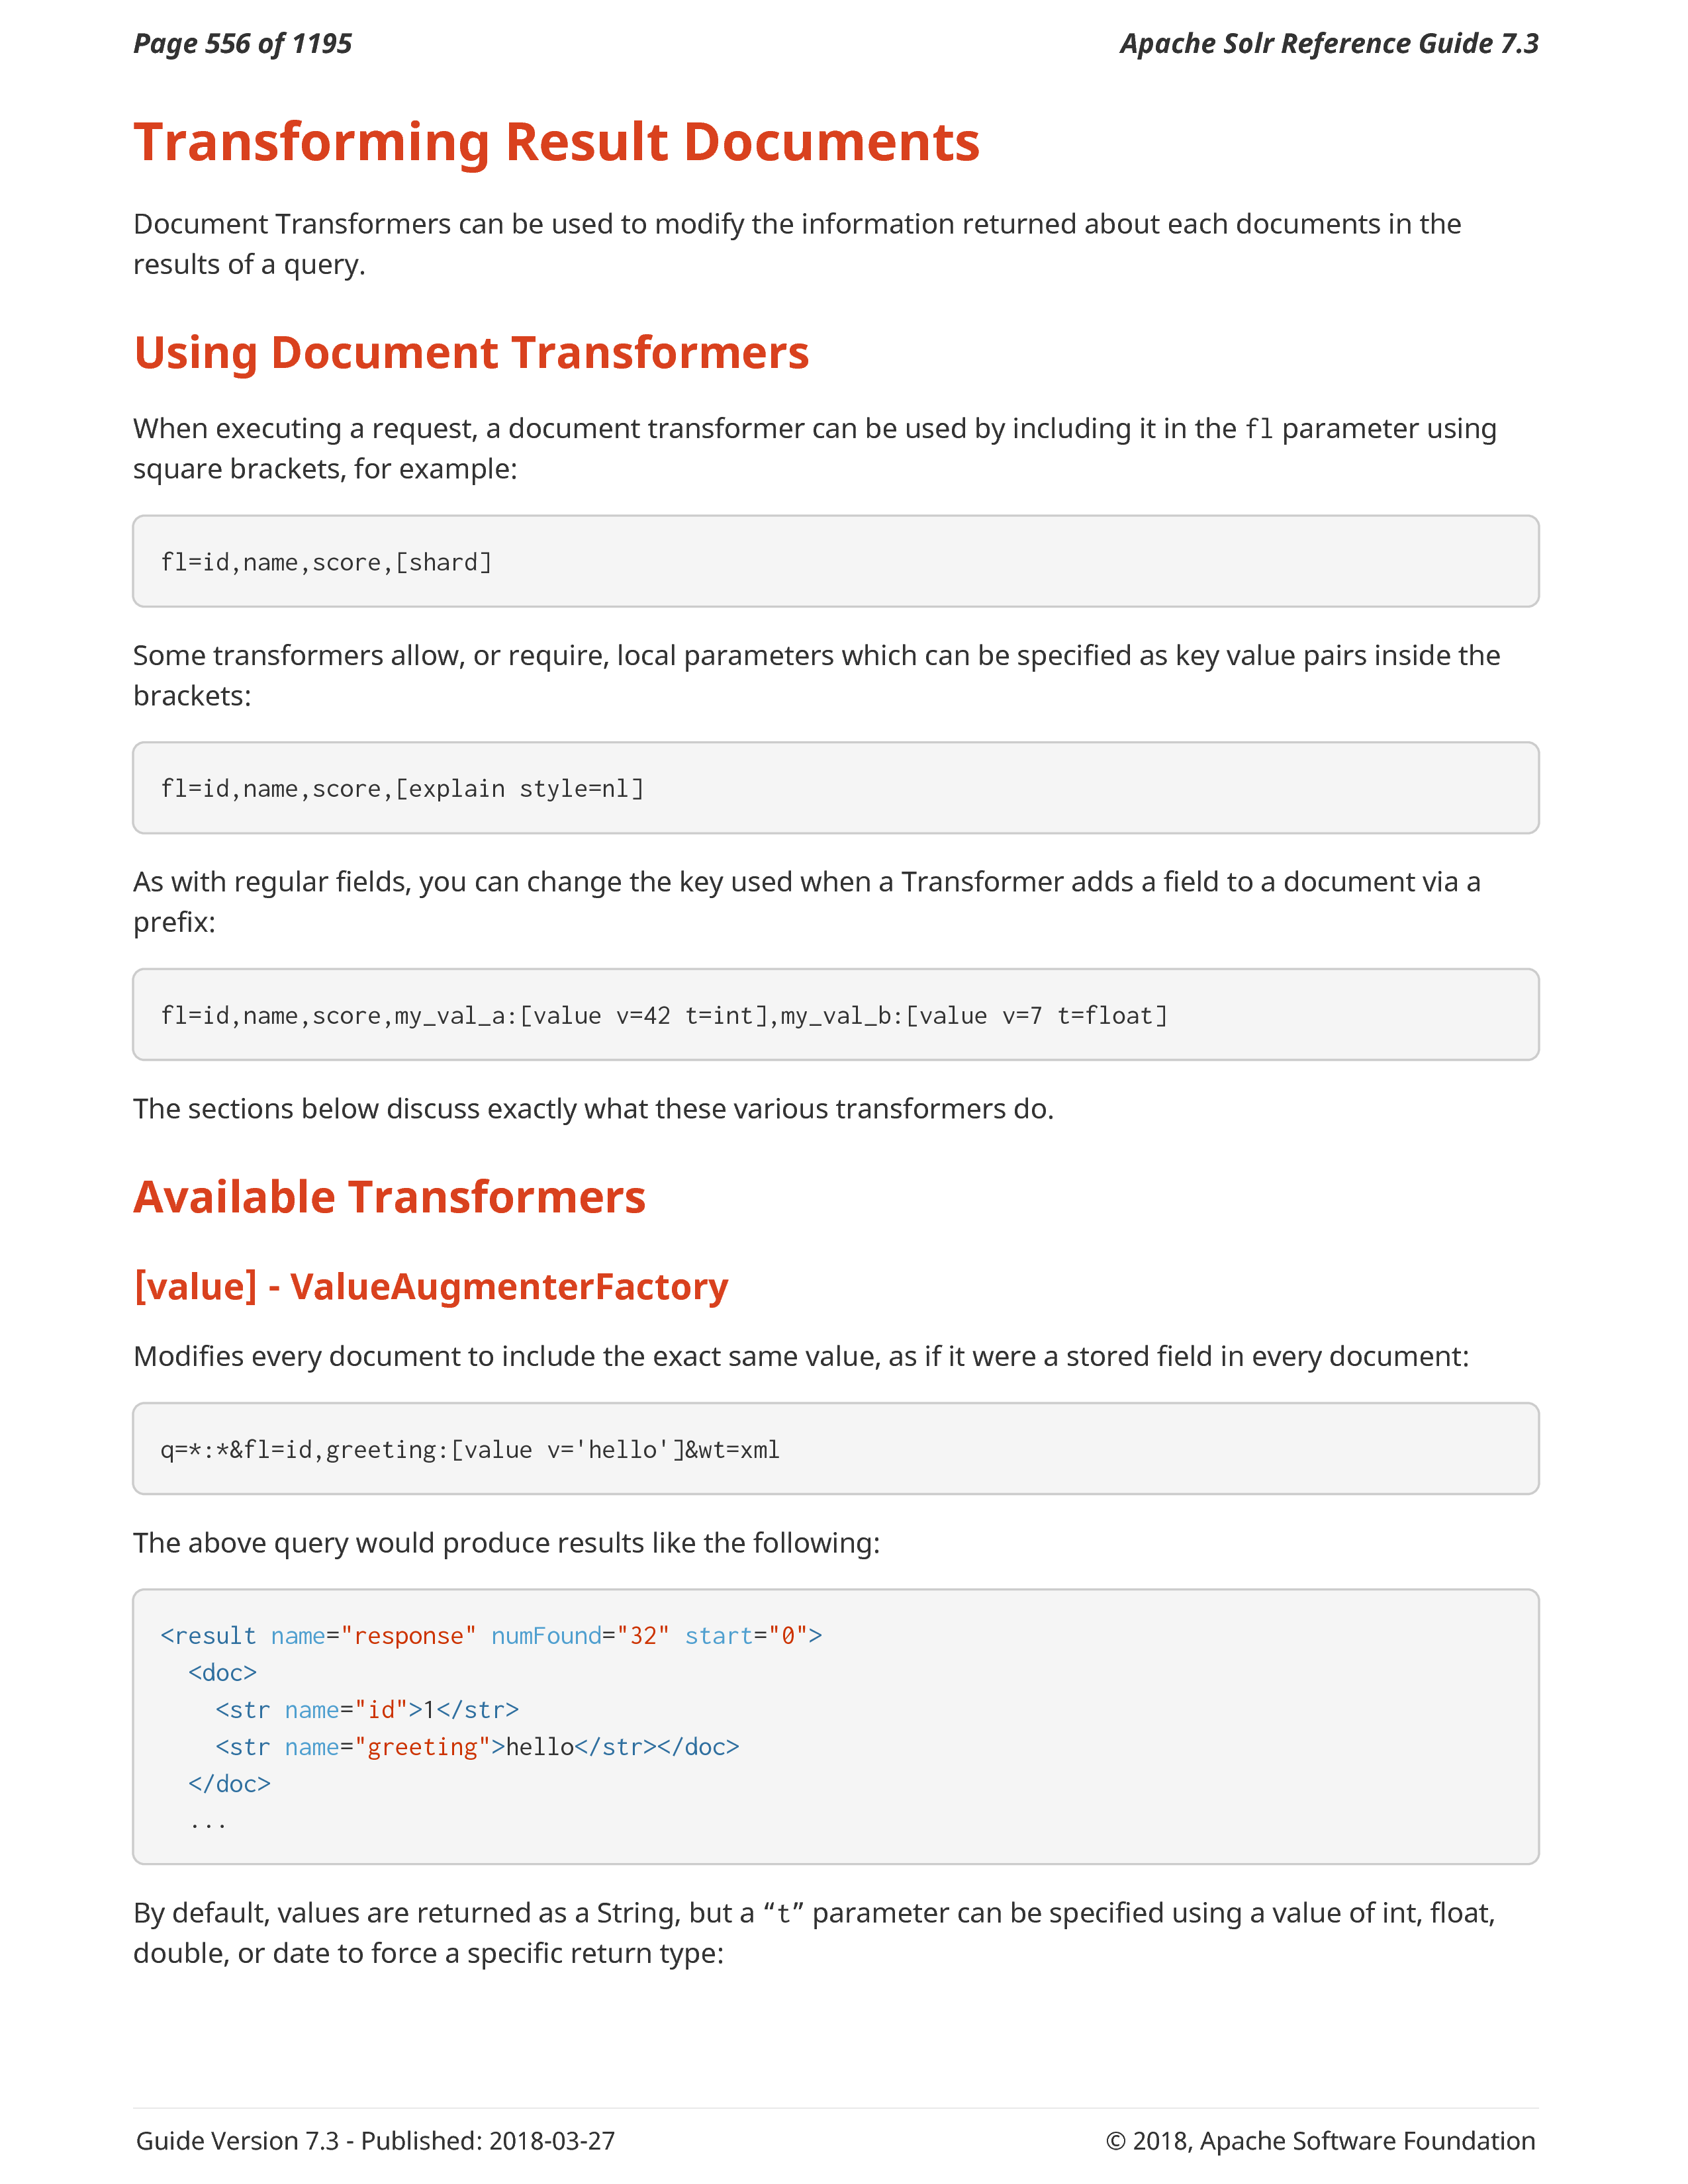 Page 556 of 1195
Apache Solr Reference Guide 7.3
Transforming Result Documents
Document Transformers can be used to modify the information returned about each documents in the
results of a query.
Using Document Transformers
When executing a request, a document transformer can be used by including it in the fl parameter using
square brackets, for example:
fl=id,name,score,[shard]
Some transformers allow, or require, local parameters which can be specified as key value pairs inside the
brackets:
fl=id,name,score,[explain style=nl]
As with regular fields, you can change the key used when a Transformer adds a field to a document via a
prefix:
fl=id,name,score,my_val_a:[value v=42 t=int],my_val_b:[value v=7 t=float]
The sections below discuss exactly what these various transformers do.
Available Transformers
[value] - ValueAugmenterFactory
Modifies every document to include the exact same value, as if it were a stored field in every document:
q=*:*&fl=id,greeting:[value v='hello']&wt=xml
The above query would produce results like the following:
<result name="response" numFound="32" start="0">
  <doc>
    <str name="id">1</str>
    <str name="greeting">hello</str></doc>
  </doc>
  ...
By default, values are returned as a String, but a “t” parameter can be specified using a value of int, float,
double, or date to force a specific return type:
Guide Version 7.3 - Published: 2018-03-27
© 2018, Apache Software Foundation